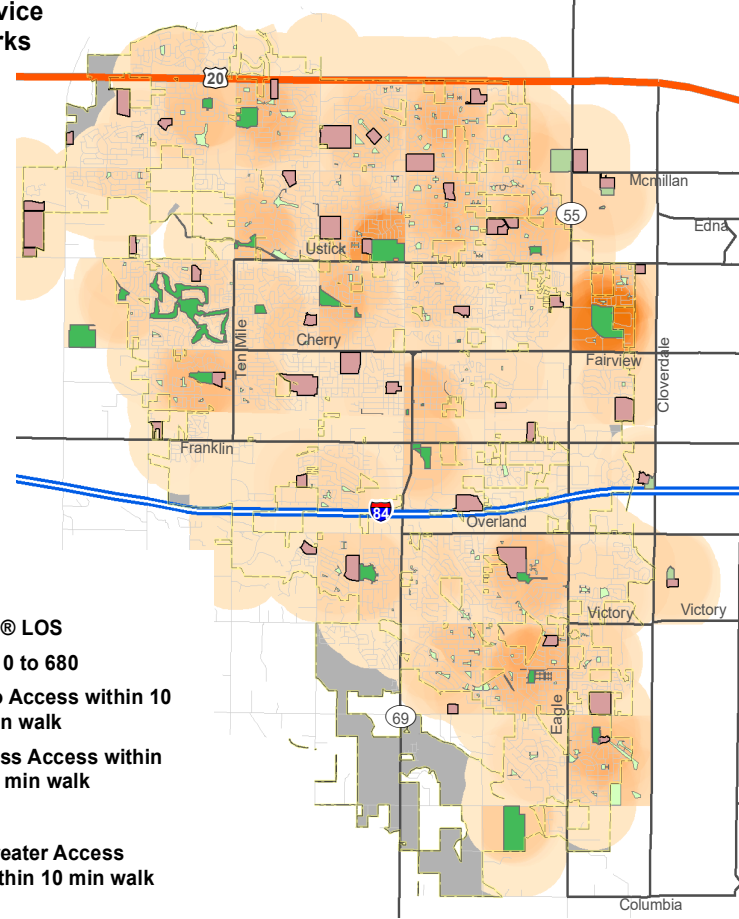 vice
rks
20
Mcmillan
55
Edna
Ustick
Ten Mile
Cherry
Fairview
Cloverdale
Franklin
84
Overland
® LOS
0 to 680
Access within 10
n walk
ss Access within
min walk
reater Access
thin 10 min walk
Victory
Victory
Eagle
69
Columbia